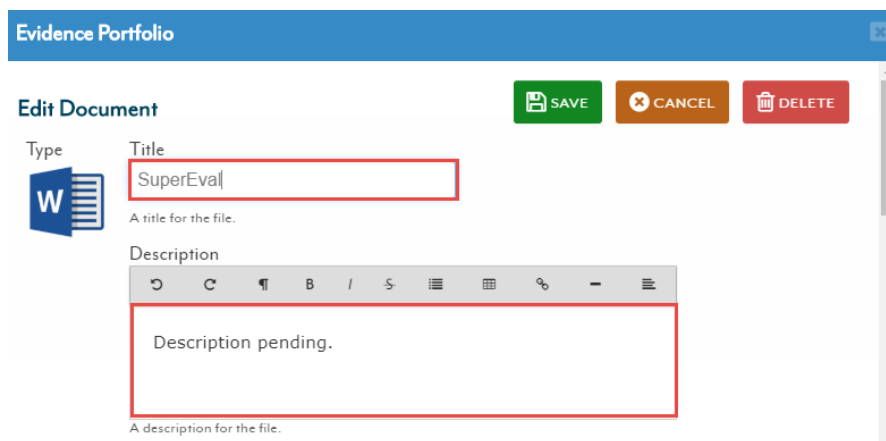 Evidence Portfolio
Edit Document
SAVE
CANCEL
DELETE
Type
Title
W
SuperEval
A title for the file.
Description
¶ B I S
Description pending.
A description for the file.